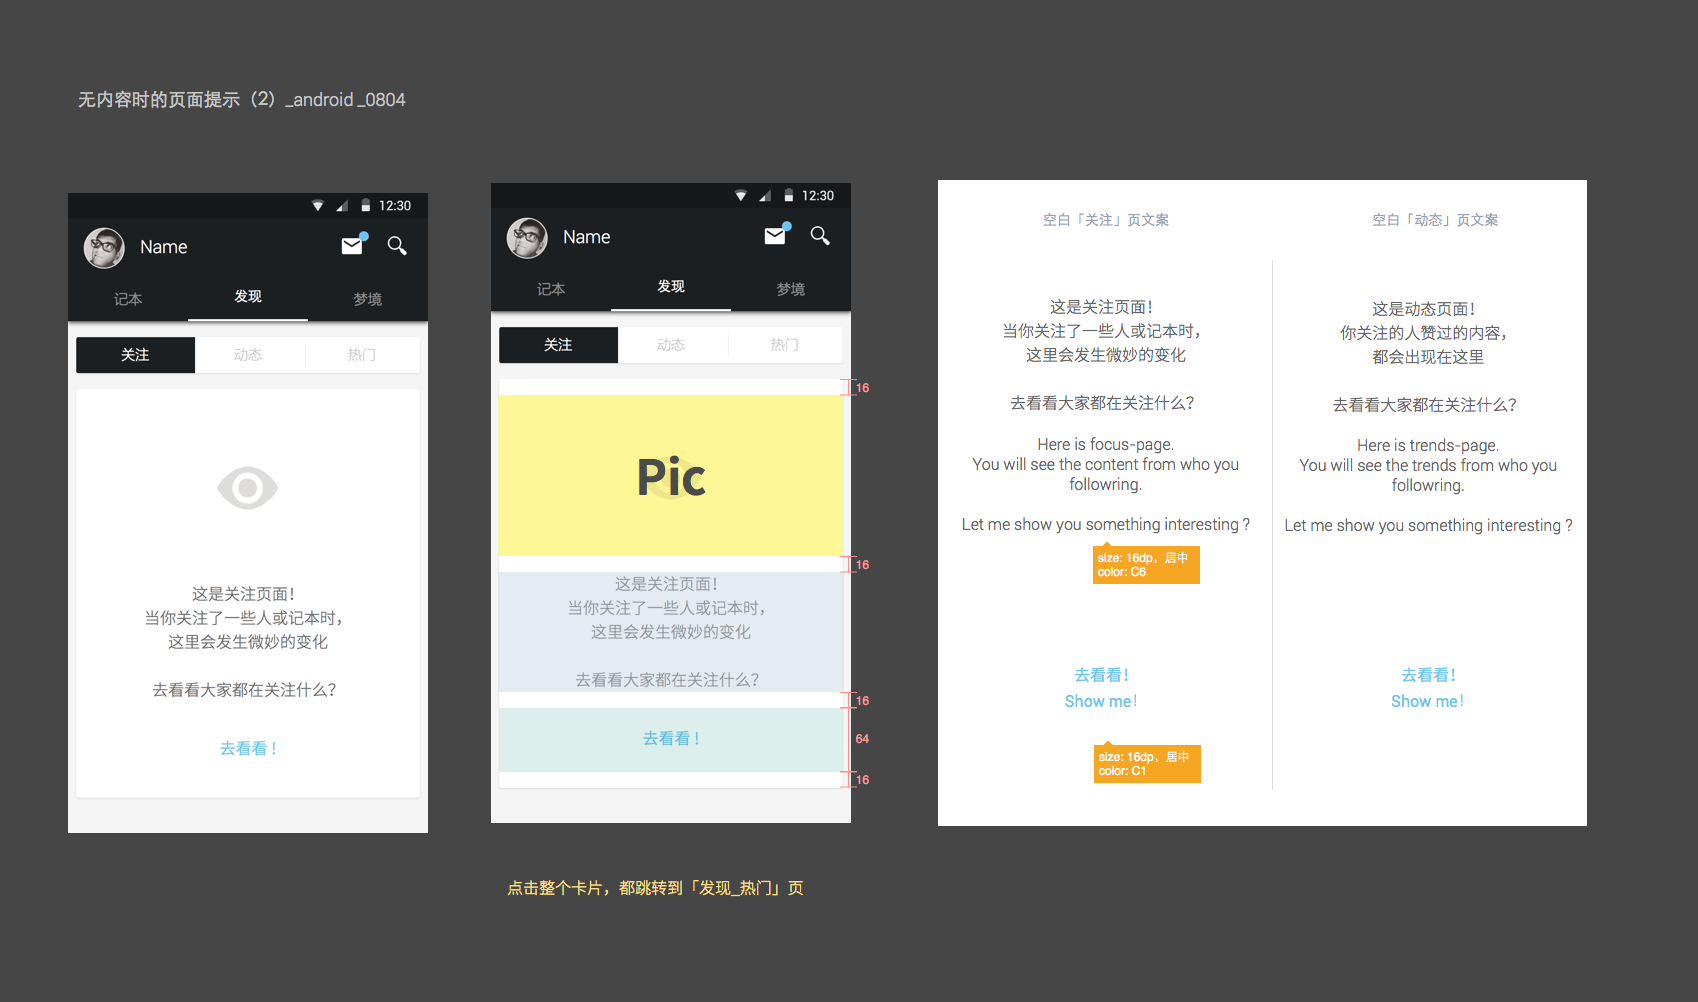 无内容时的页面提示（2）_android_0804
12:30
Name
记本
发现
梦境
关注
动态
热门
这是关注页面！
当你关注了一些人或记本时，
这里会发生微妙的变化
去看看大家都在关注什么？
去看看！
12:30
Name
记本
发现
梦境
关注
动态
热门
16
Pic
16
这是关注页面！
当你关注了一些人或记本时，
这里会发生微妙的变化
去看看大家都在关注什么？
16
去看看！
64
16
点击整个卡片，都跳转到「发现_热门」页
空白「关注」页文案
这是关注页面！
当你关注了一些人或记本时，
这里会发生微妙的变化
去看看大家都在关注什么？
Here is focus-page.
You will see the content from who you
followring.
Let me show you something interesting ?
size: 16dp，居中
color: C6
去看看！
Show me！
size: 16dp，居中
color: C1
空白「动态」页文案
这是动态页面！
你关注的人赞过的内容，
都会出现在这里
去看看大家都在关注什么？
Here is trends-page.
You will see the trends from who you
followring.
Let me show you something interesting ?
去看看！
Show me！